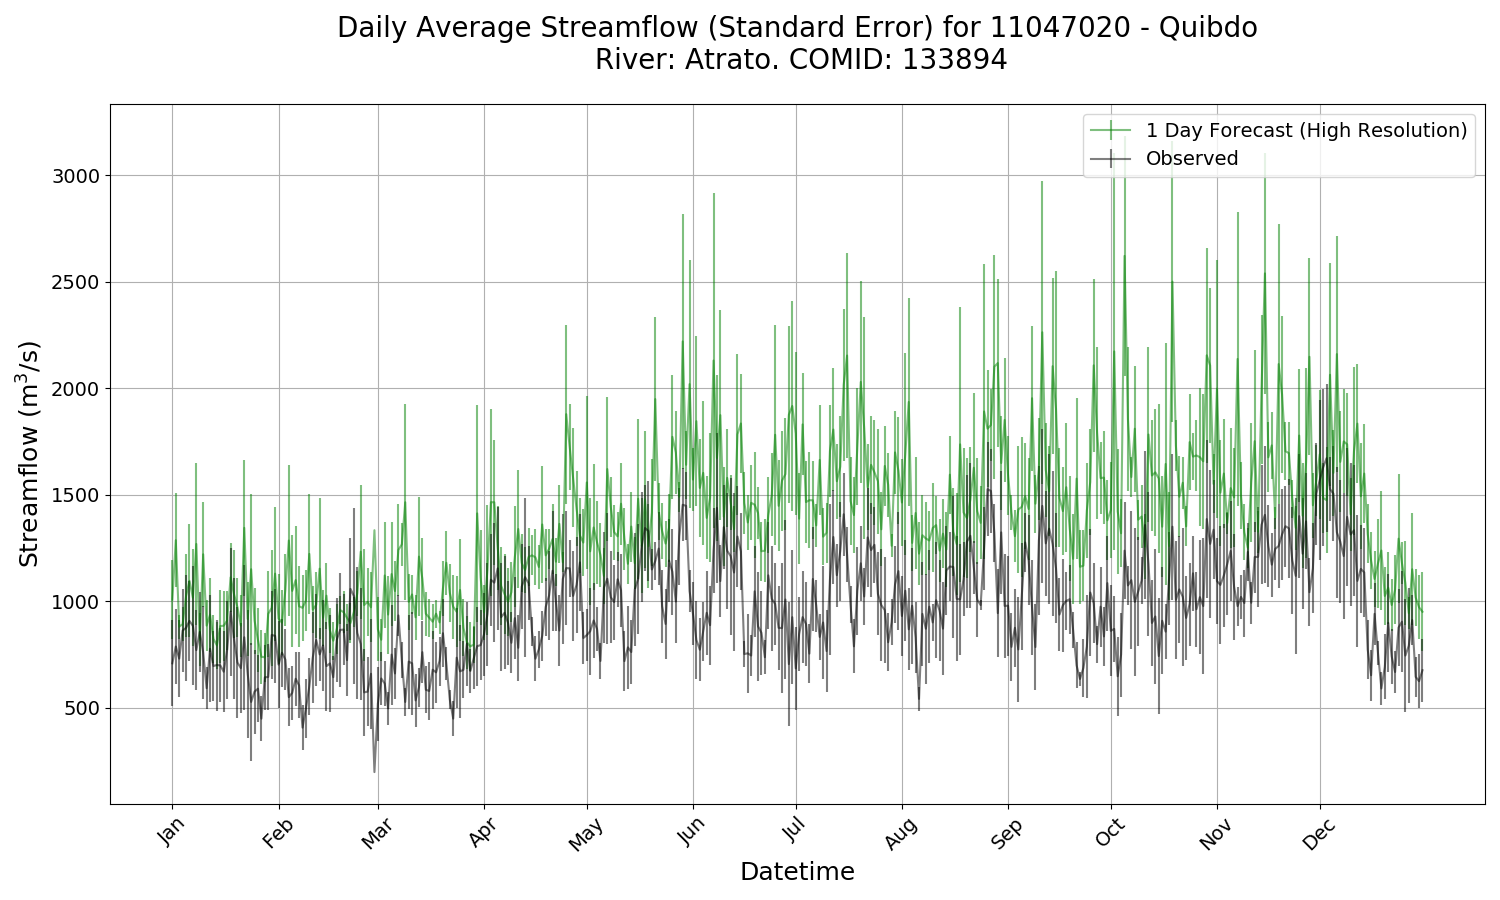 Daily Average Streamflow (Standard Error) for 11047020 - Quibdo
River: Atrato. COMID: 133894
1 Day Forecast (High Resolution)
Observed
Streamflow (m³/s)
3000
2500
2000
1500
1000
500
Jan
Feb
Mar
Apr
May
Jun
Jul
Aug
Sep
Oct
Nov
Dec
Datetime